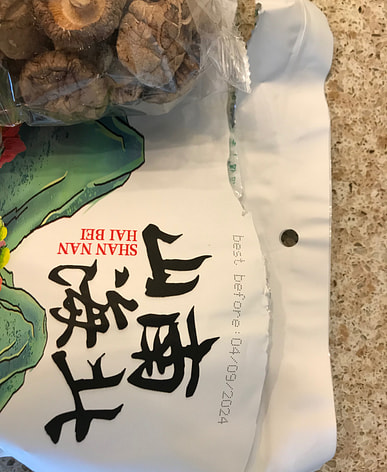 best before: 04/09/2024
山南
海北
SHAN NAN
HAI BEI